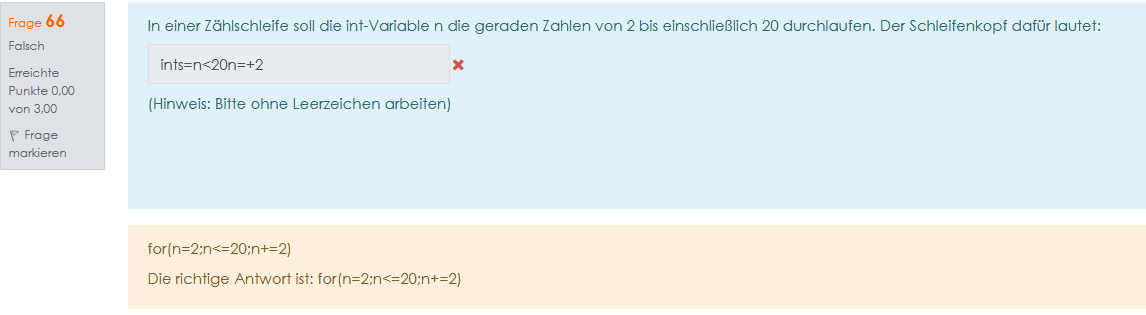 Frage 66
Falsch
Erreichte
Punkte 0,00
von 3,00
Frage
markieren
In einer Zählschleife soll die int-Variable n die geraden Zahlen von 2 bis einschließlich 20 durchlaufen. Der Schleifenkopf dafür lautet:
ints=n<20n=+2
(Hinweis: Bitte ohne Leerzeichen arbeiten)
for(n=2;n<=20;n+=2)
Die richtige Antwort ist: for(n=2;n<=20;n+=2)